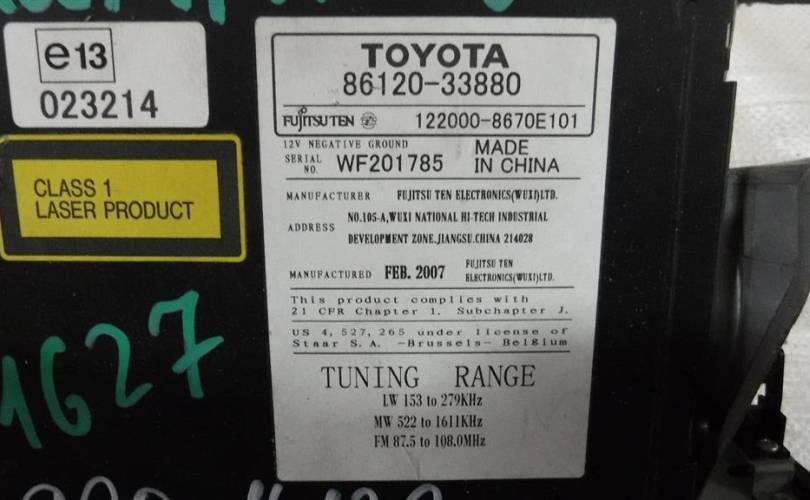 e13
023214
CLASS 1
LASER PRODUCT
1627
TOYOTA
86120-33880
FUJITSU TEN 122000-8670E101
12V NEGATIVE GROUND
SERIAL NO. WF201785
MADE IN CHINA
MANUFACTURER FUJITSU TEN ELECTRONICS(WUXI)LTD.
ADDRESS NO.105-A,WUXI NATIONAL HI-TECH INDUSTRIAL
DEVELOPMENT ZONE.JIANGSU.CHINA 214028
MANUFACTURED FEB. 2007 FUJITSU TEN
ELECTRONICS(WUXI)LTD.
This product complies with
21 CFR Chapter 1. Subchapter J.
US 4, 527, 265 under license of
Staar S. A. -Brussels- Belgium
TUNING RANGE
LW 153 to 279KHz
MW 522 to 1611KHz
FM 87.5 to 108.0MHz